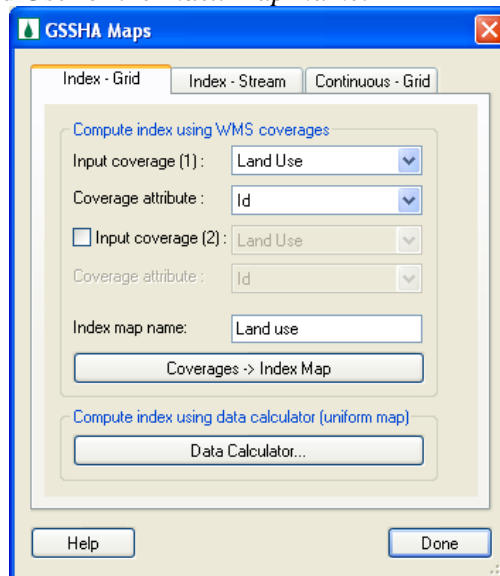 GSSHA Maps
Index - Grid Index - Stream Continuous - Grid
Compute index using WMS coverages
Input coverage (1) : Land Use
Coverage attribute : Id
Input coverage (2) : Land Use
Coverage attribute : Id
Index map name: Land use
Coverages -> Index Map
Compute index using data calculator (uniform map)
Data Calculator...
Help Done